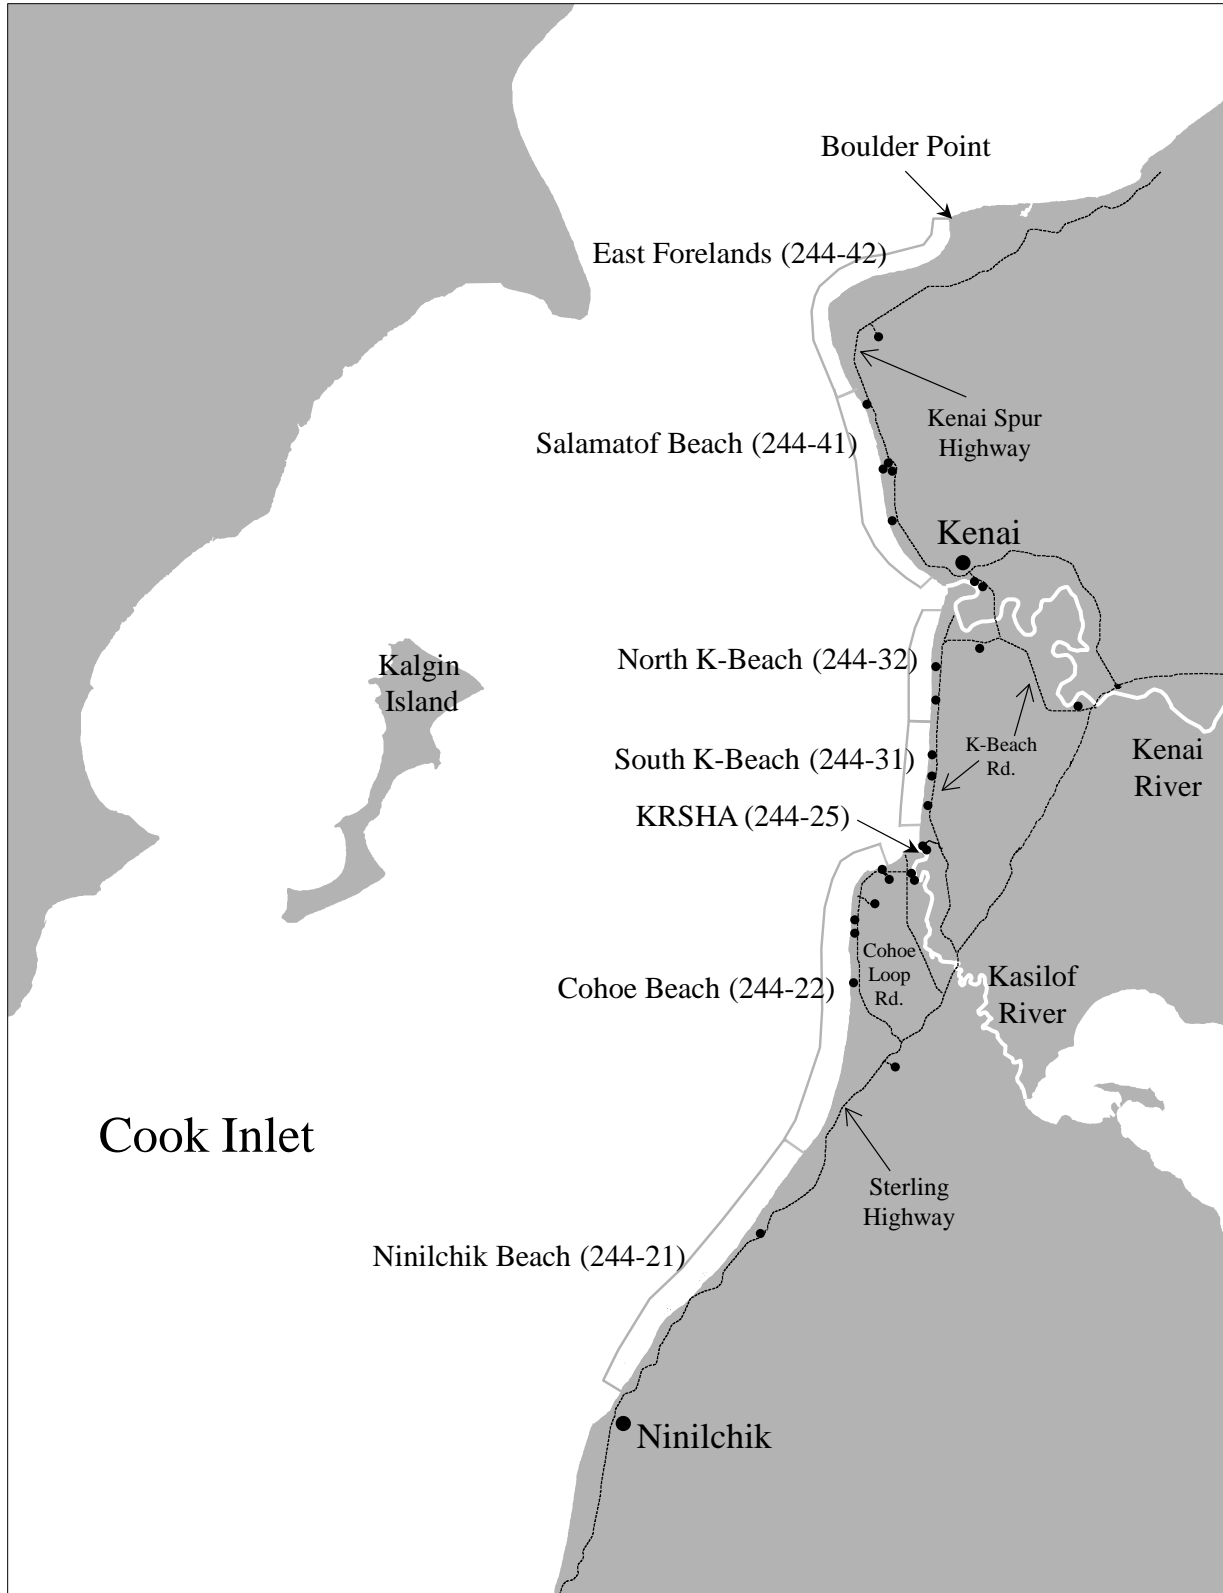 Boulder Point
East Forelands (244-42)
Kenai Spur
Highway
Salamatof Beach (244-41)
Kenai
North K-Beach (244-32)
Kalgin
Island
K-Beach
Rd.
South K-Beach (244-31)
Kenai
River
KRSHA (244-25)
Cohoe
Loop
Rd.
Cohoe Beach (244-22)
Kasilof
River
Cook Inlet
Sterling
Highway
Ninilchik Beach (244-21)
Ninilchik